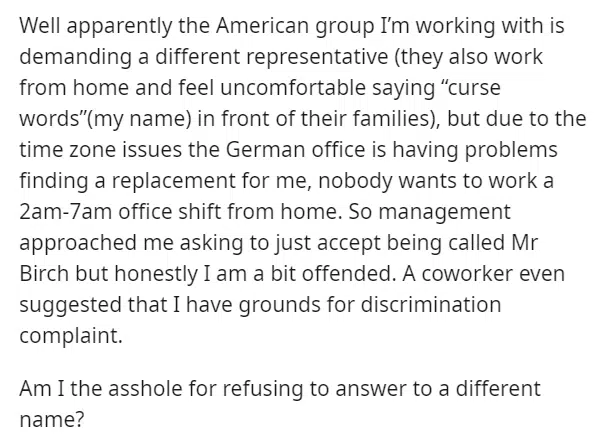 Well apparently the American group I’m working with is
demanding a different representative (they also work
from home and feel uncomfortable saying “curse
words”(my name) in front of their families), but due to the
time zone issues the German office is having problems
finding a replacement for me, nobody wants to work a
2am-7am office shift from home. So management
approached me asking to just accept being called Mr
Birch but honestly I am a bit offended. A coworker even
suggested that I have grounds for discrimination
complaint.
Am I the asshole for refusing to answer to a different
name?